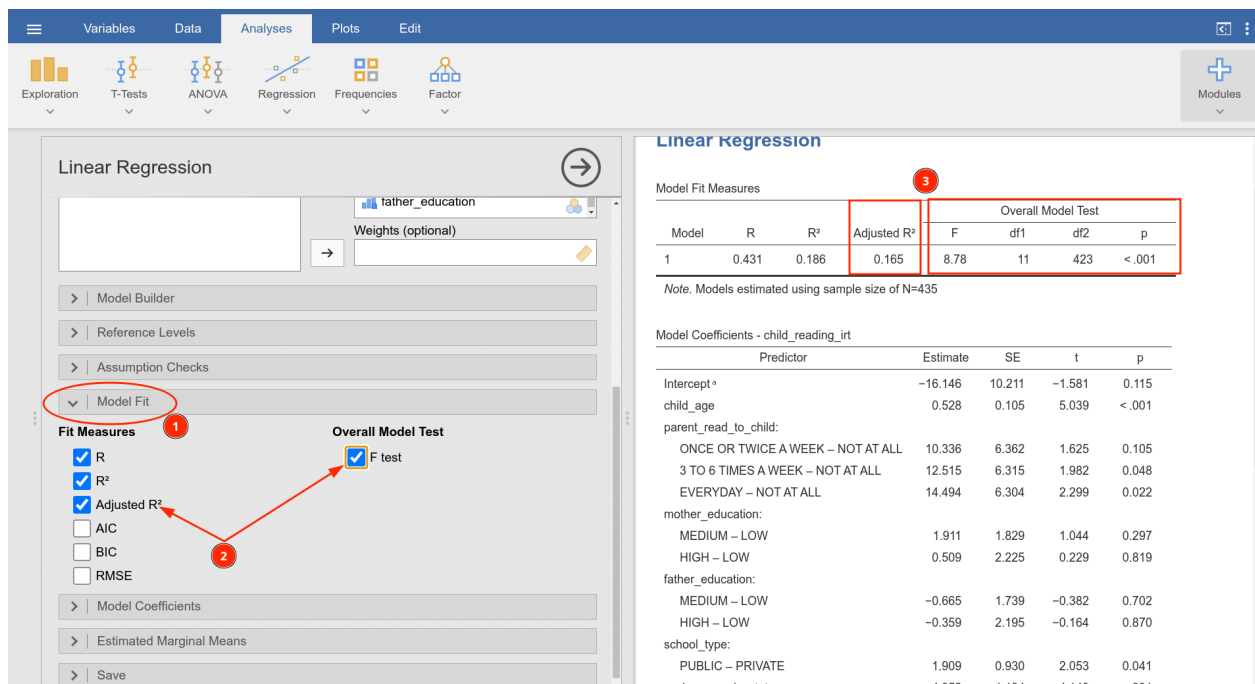 Variables Data Analyses Plots Edit
Exploration T-Tests ANOVA Regression Frequencies Factor Modules
Linear Regression
father_education
Weights (optional)
Model Builder
Reference Levels
Assumption Checks
Model Fit
1
Fit Measures Overall Model Test
R F test
R²
Adjusted R²
AIC
2
BIC
RMSE
Model Coefficients
Estimated Marginal Means
Save
Linear Regression
3
Model Fit Measures
Overall Model Test
Model R R² Adjusted R² F df1 df2 p
1 0.431 0.186 0.165 8.78 11 423 < .001
Note. Models estimated using sample size of N=435
Model Coefficients - child_reading_irt
Predictor Estimate SE t p
Intercept ᵃ −16.146 10.211 −1.581 0.115
child_age 0.528 0.105 5.039 < .001
parent_read_to_child:
ONCE OR TWICE A WEEK – NOT AT ALL 10.336 6.362 1.625 0.105
3 TO 6 TIMES A WEEK – NOT AT ALL 12.515 6.315 1.982 0.048
EVERYDAY – NOT AT ALL 14.494 6.304 2.299 0.022
mother_education:
MEDIUM – LOW 1.911 1.829 1.044 0.297
HIGH – LOW 0.509 2.225 0.229 0.819
father_education:
MEDIUM – LOW −0.665 1.739 −0.382 0.702
HIGH – LOW −0.359 2.195 −0.164 0.870
school_type:
PUBLIC – PRIVATE 1.909 0.930 2.053 0.041